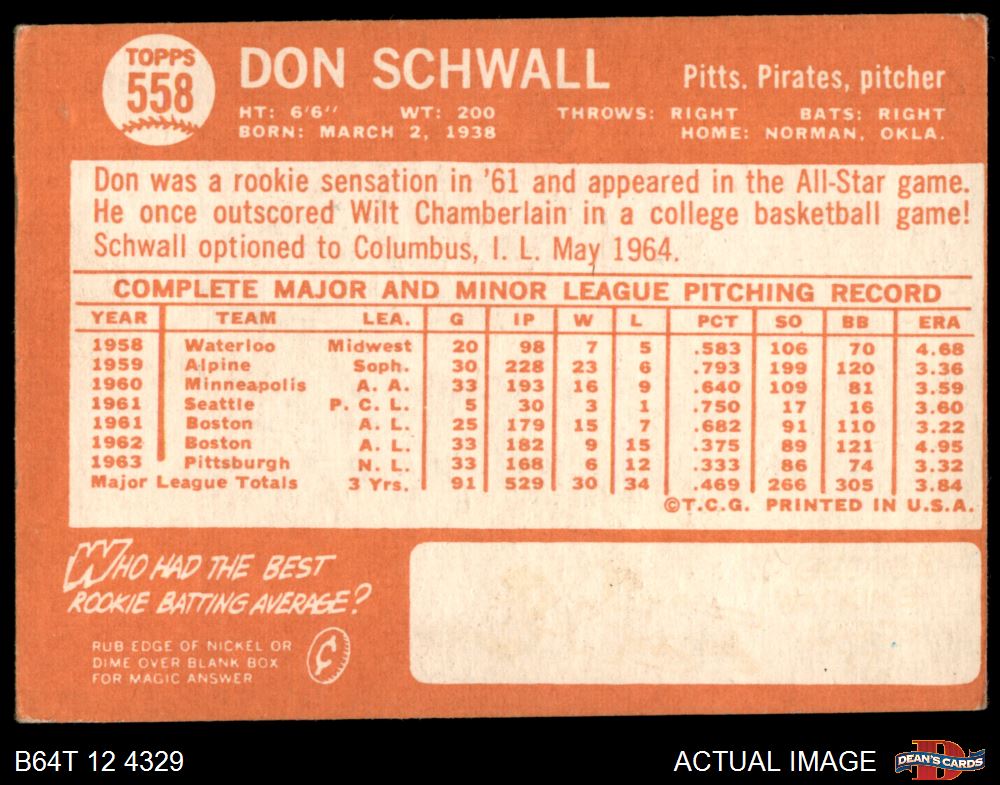 TOPPS
558
DON SCHWALL
Pitts. Pirates, pitcher
HT: 6'6" WT: 200 THROWS: RIGHT BATS: RIGHT
BORN: MARCH 2, 1938 HOME: NORMAN, OKLA.
Don was a rookie sensation in '61 and appeared in the All-Star game.
He once outscored Wilt Chamberlain in a college basketball game!
Schwall optioned to Columbus, I. L. May 1964.
COMPLETE MAJOR AND MINOR LEAGUE PITCHING RECORD
YEAR TEAM LEA. G IP W L PCT SO BB ERA
1958 Waterloo Midwest 20 98 7 5 .583 106 70 4.68
1959 Alpine Soph. 30 228 23 6 .793 199 120 3.36
1960 Minneapolis A. A. 33 193 16 9 .640 109 81 3.59
1961 Seattle P. C. L. 5 30 3 1 .750 17 16 3.60
1961 Boston A. L. 25 179 15 7 .682 91 110 3.22
1962 Boston A. L. 33 182 9 15 .375 89 121 4.95
1963 Pittsburgh N. L. 33 168 6 12 .333 86 74 3.32
Major League Totals 3 Yrs. 91 529 30 34 .469 266 305 3.84
©T.C.G. PRINTED IN U.S.A.
WHO HAD THE BEST
ROOKIE BATTING AVERAGE?
RUB EDGE OF NICKEL OR
DIME OVER BLANK BOX
FOR MAGIC ANSWER
¢
B64T 12 4329
ACTUAL IMAGE
D
DEAN'S CARDS